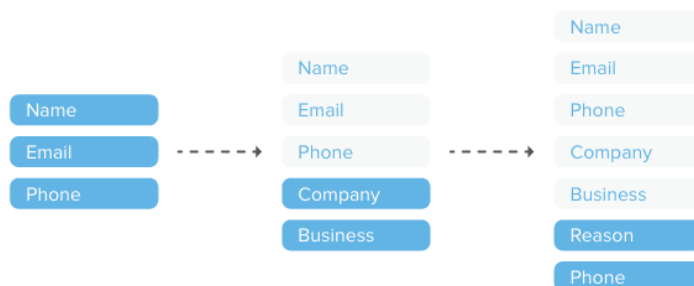 Name
Email
Phone
Name
Email
Phone
Company
Business
Name
Email
Phone
Company
Business
Reason
Phone